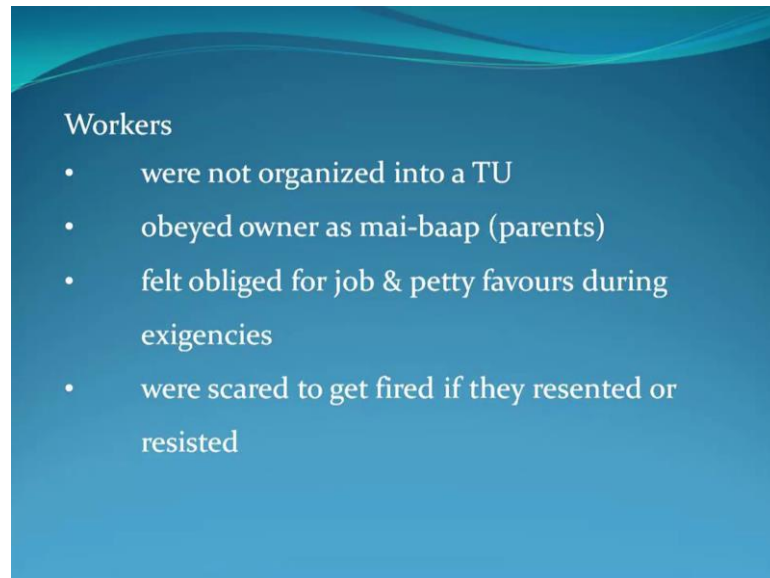 Workers
• were not organized into a TU
• obeyed owner as mai-baap (parents)
• felt obliged for job & petty favours during
exigencies
• were scared to get fired if they resented or
resisted